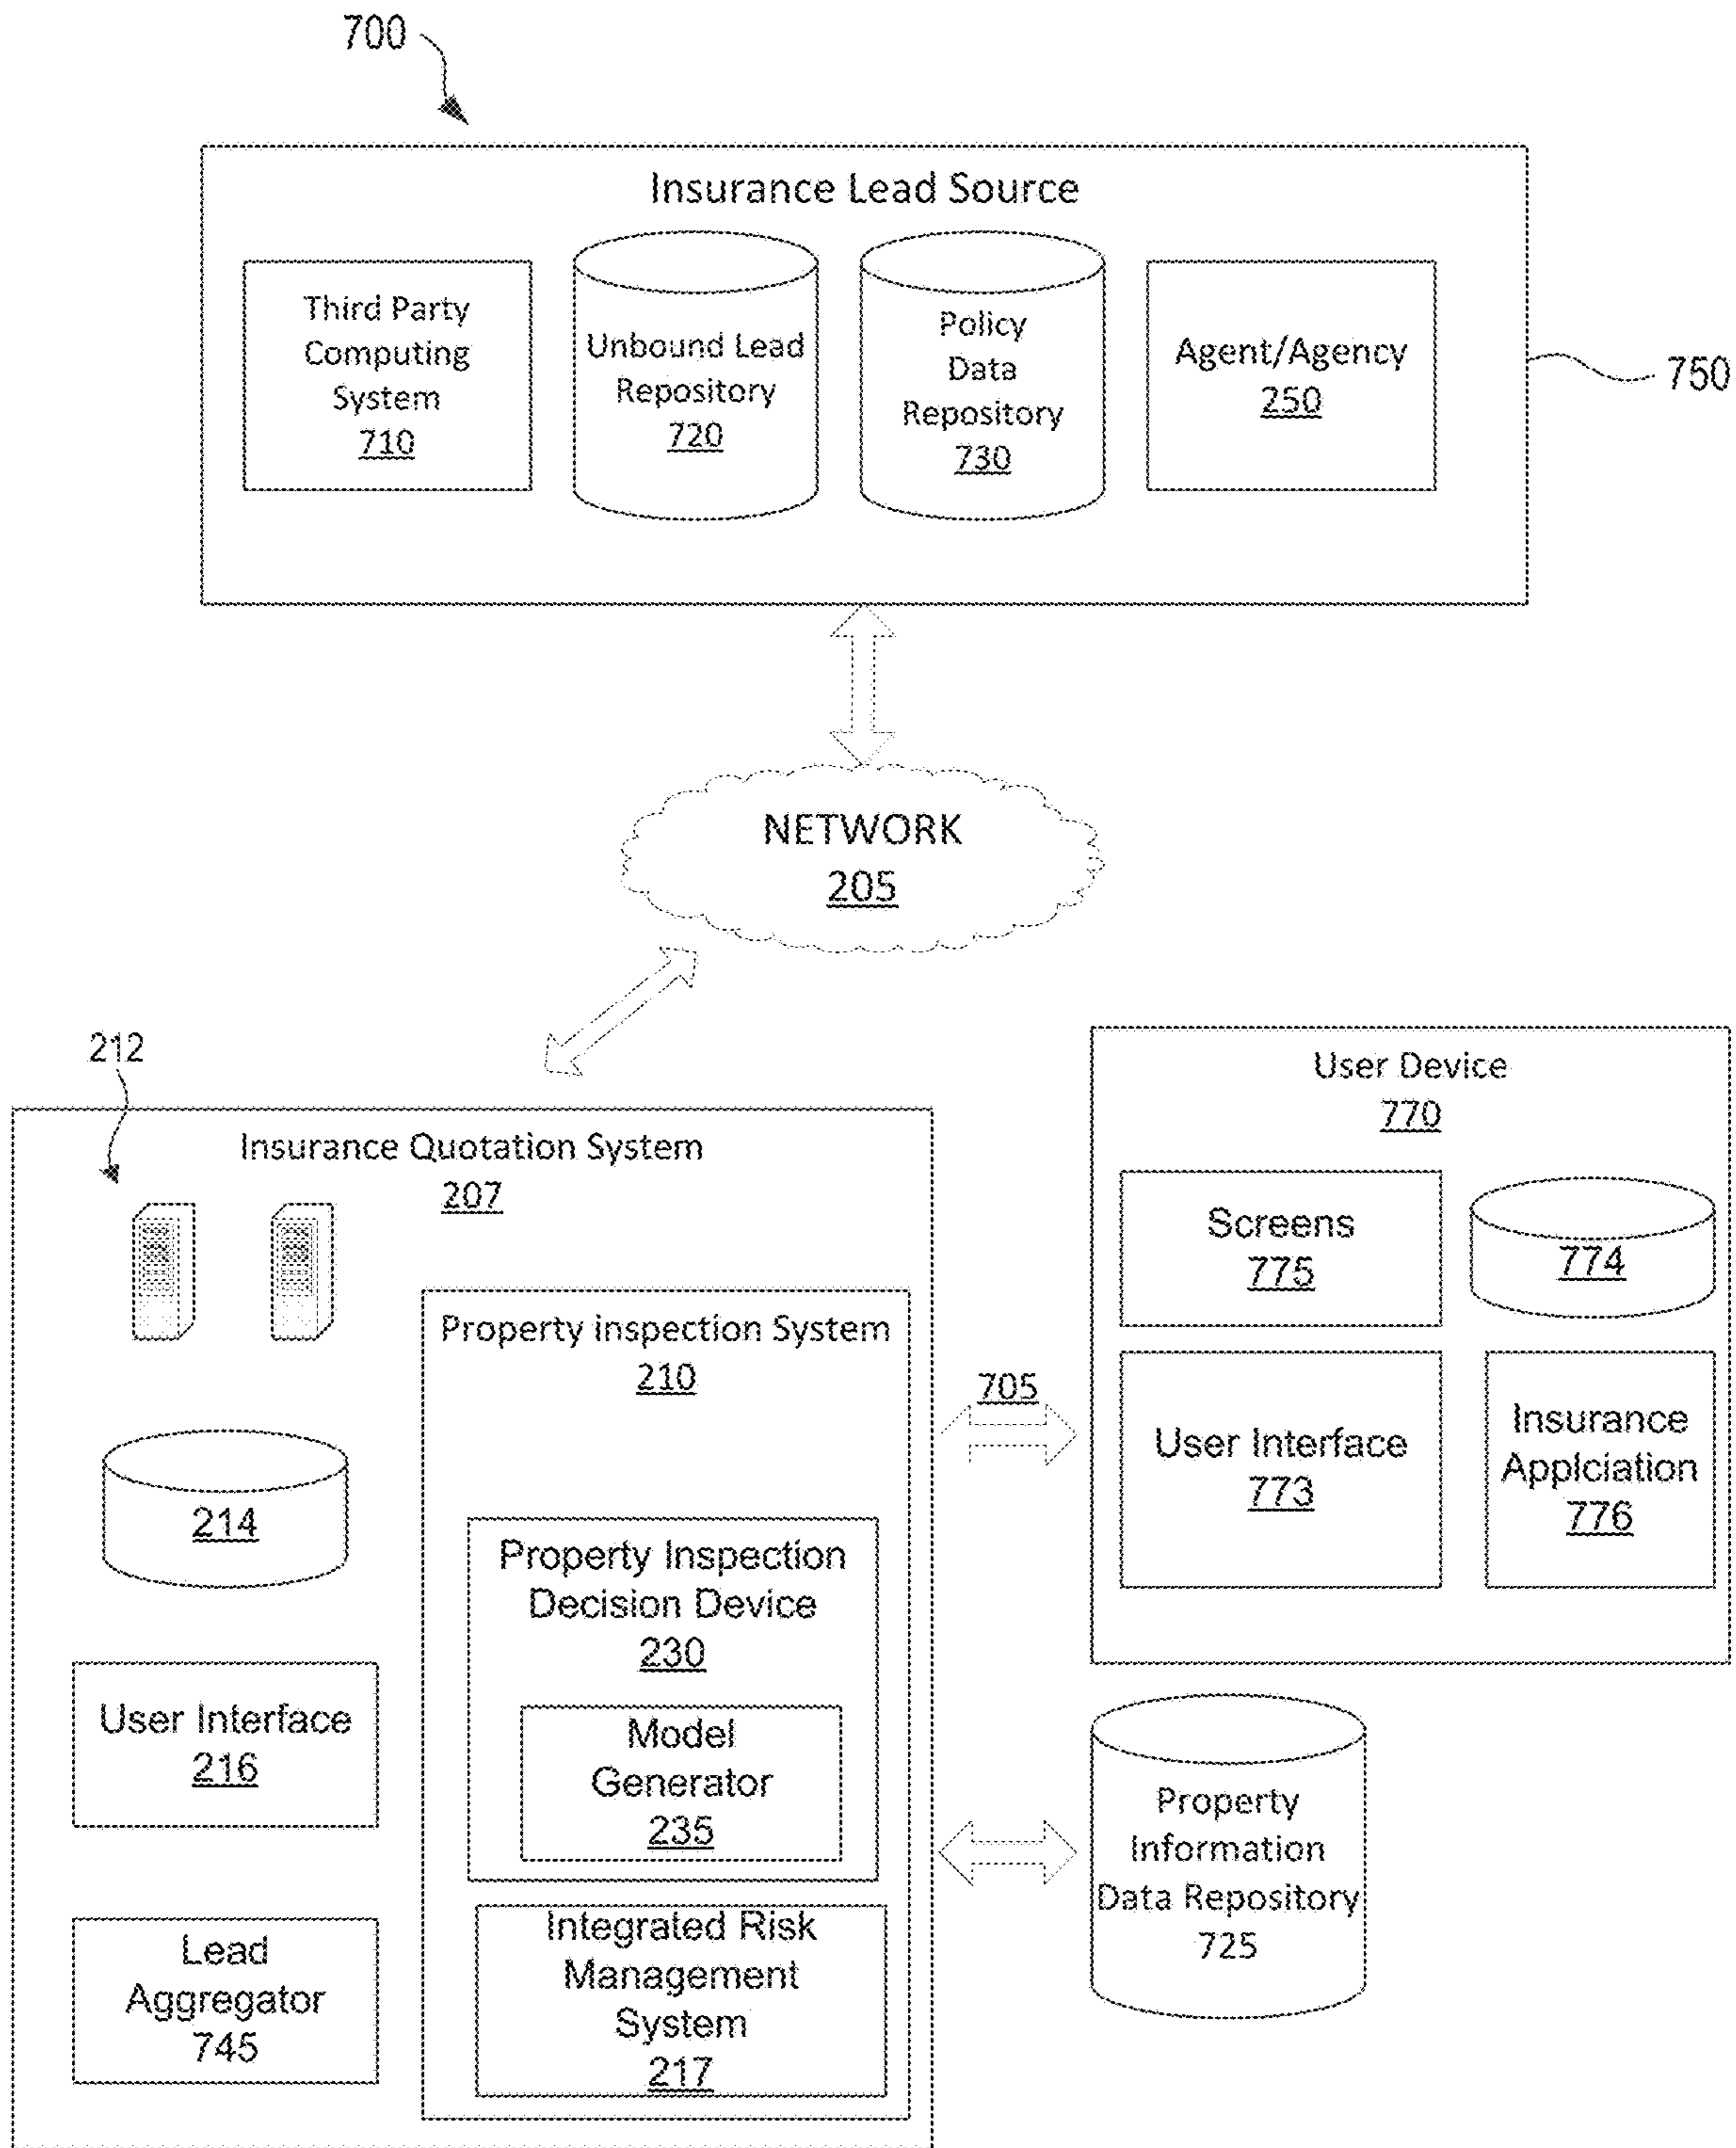 700
Insurance Lead Source
Third Party
Computing
System
710
Unbound Lead
Repository
720
Policy
Data
Repository
730
Agent/Agency
250
750
NETWORK
205
212
Insurance Quotation System
207
Property inspection System
210
214
User Interface
216
Lead
Aggregator
745
Property Inspection
Decision Device
230
Model
Generator
235
Integrated Risk
Management
System
217
705
User Device
770
Screens
775
774
User Interface
773
Insurance
Applciation
776
Property
Information
Data Repository
725